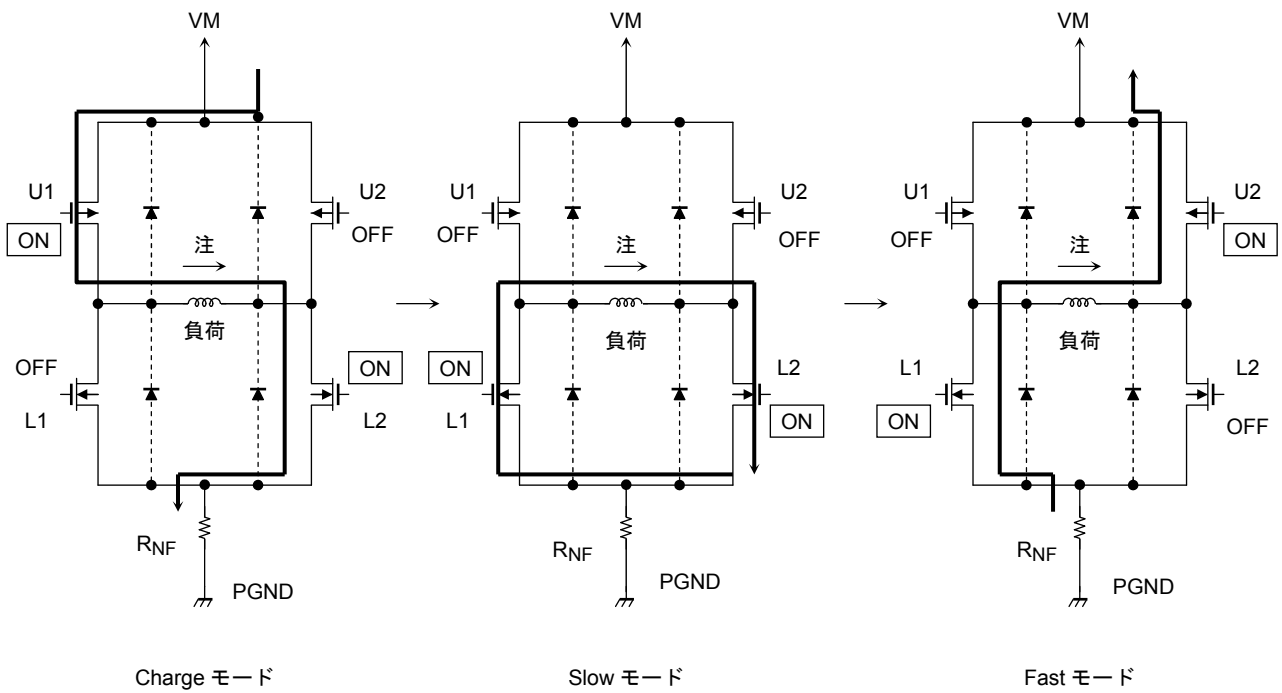 VM
U1
ON
U2
OFF
注
負荷
OFF
L1
ON
L2
RNF
PGND
Charge モード
VM
U1
OFF
U2
OFF
注
負荷
ON
L1
L2
ON
RNF
PGND
Slow モード
VM
U1
OFF
U2
ON
注
負荷
L1
ON
L2
OFF
RNF
PGND
Fast モード